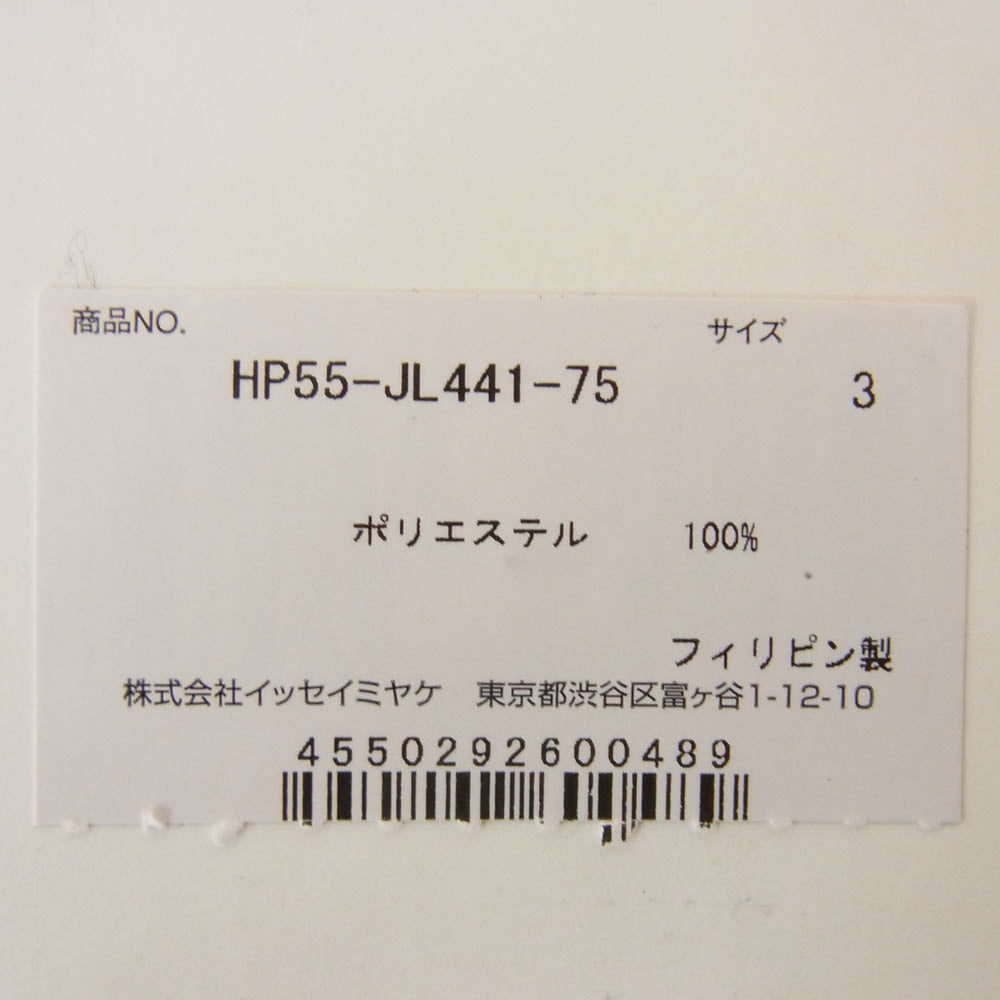 商品NO. サイズ
HP55-JL441-75 3
ポリエステル 100%
フィリピン製
株式会社イッセイミヤケ 東京都渋谷区富ヶ谷1-12-10
4550292600489